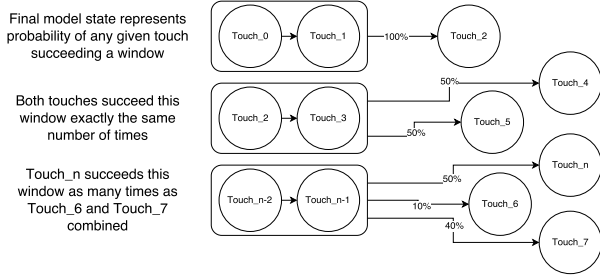 Final model state represents
probability of any given touch
succeeding a window
Touch_0
Touch_1
100%
Touch_2
Both touches succeed this
window exactly the same
number of times
Touch_2
Touch_3
50%
Touch_4
50%
Touch_5
Touch_n succeeds this
window as many times as
Touch_6 and Touch_7
combined
Touch_n-2
Touch_n-1
50%
Touch_n
10%
Touch_6
40%
Touch_7